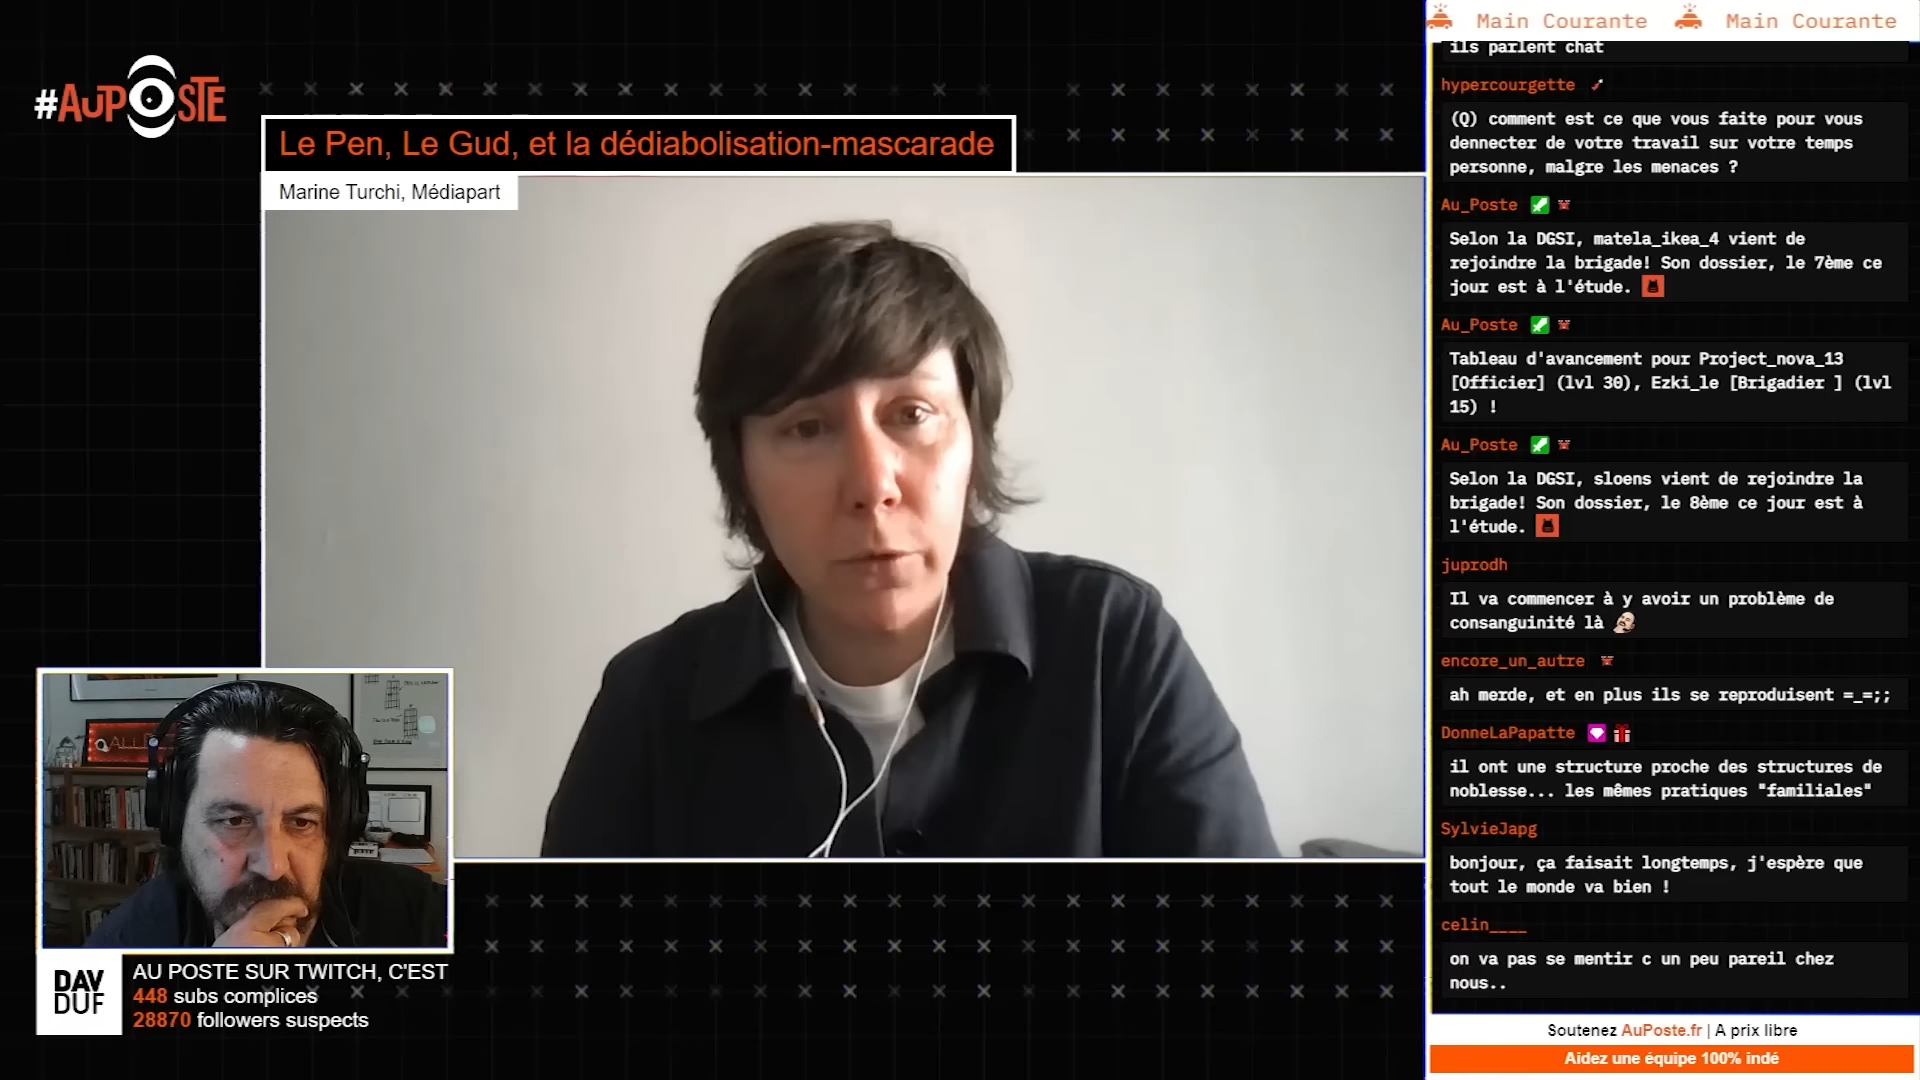 #AUPOSTE
Le Pen, Le Gud, et la dédiabolisation-mascarade
Marine Turchi, Médiapart
DAV
DUF
AU POSTE SUR TWITCH, C'EST
448 subs complices
28870 followers suspects
Main Courante Main Courante
ils parlent chat
hypercourgette
(Q) comment est ce que vous faite pour vous
dennecter de votre travail sur votre temps
personne, malgre les menaces ?
Au_Poste
Selon la DGSI, matela_ikea_4 vient de
rejoindre la brigade! Son dossier, le 7ème ce
jour est à l'étude.
Au_Poste
Tableau d'avancement pour Project_nova_13
[Officier] (lvl 30), Ezki_le [Brigadier ] (lvl
15) !
Au_Poste
Selon la DGSI, sloens vient de rejoindre la
brigade! Son dossier, le 8ème ce jour est à
l'étude.
juprodh
Il va commencer à y avoir un problème de
consanguinité là
encore_un_autre
ah merde, et en plus ils se reproduisent =_=;;
DonneLaPapatte
il ont une structure proche des structures de
noblesse... les mêmes pratiques "familiales"
SylvieJapg
bonjour, ça faisait longtemps, j'espère que
tout le monde va bien !
celin____
on va pas se mentir c un peu pareil chez
nous..
Soutenez AuPoste.fr | A prix libre
Aidez une équipe 100% indé